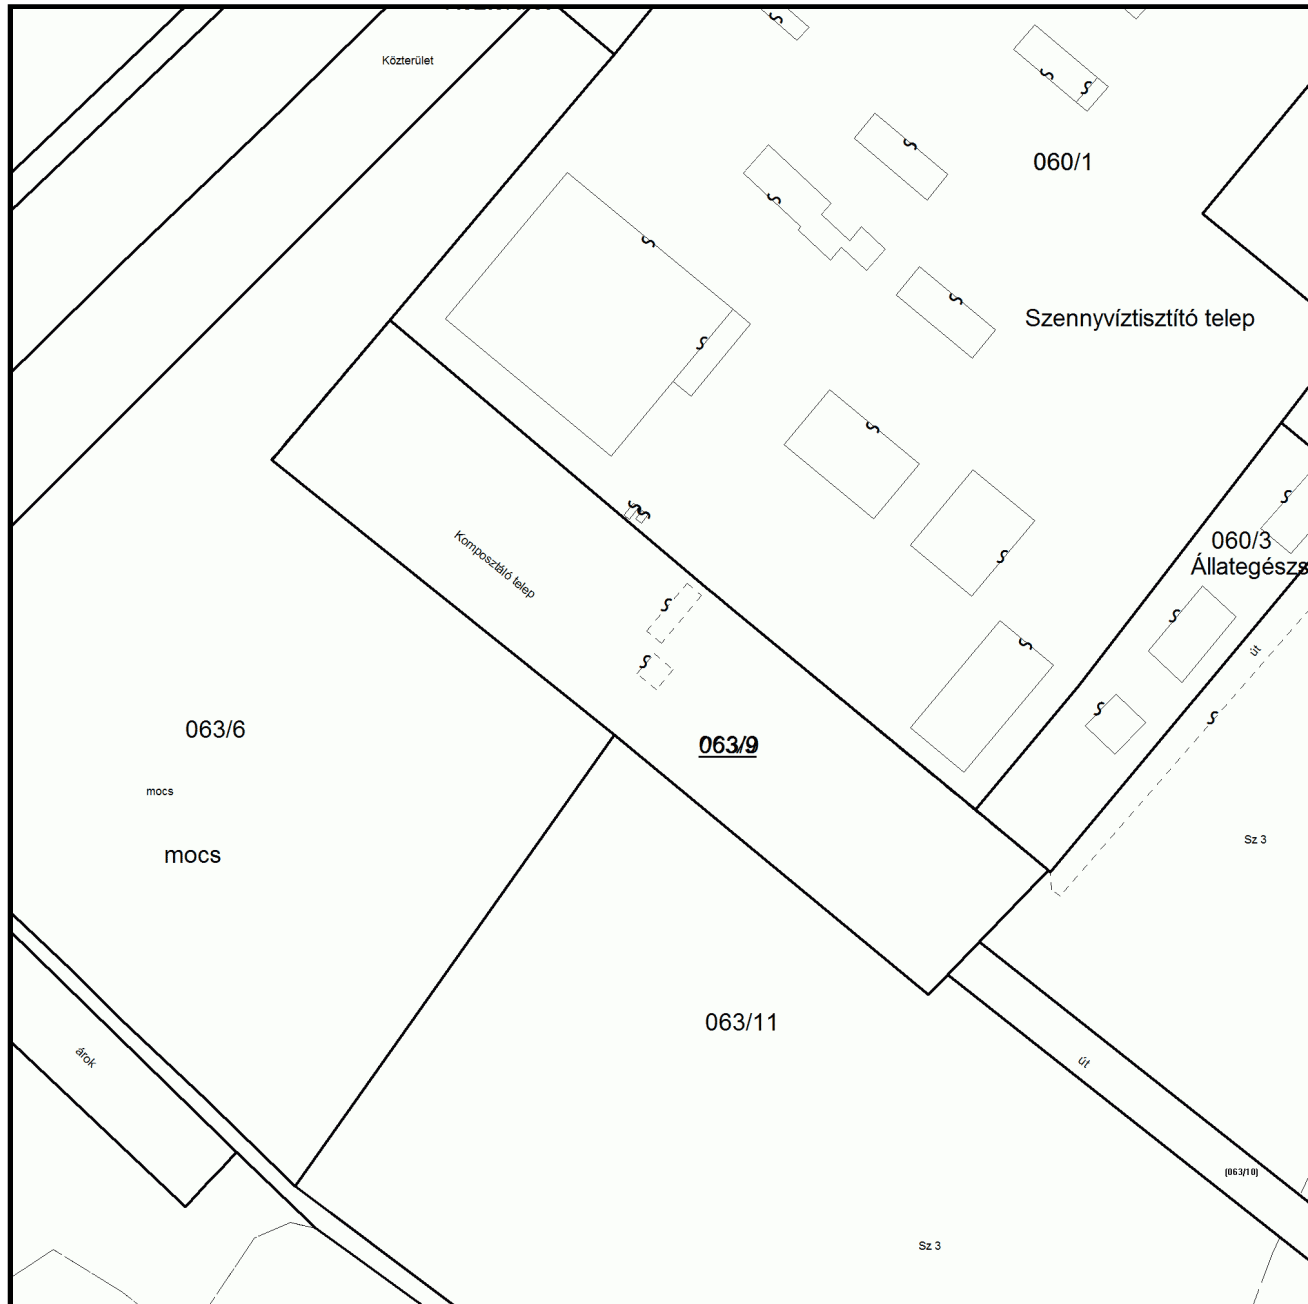 Közterület
060/1
Szennyvíztisztító telep
060/3
Állategészs
Komposztáló telep
út
063/6
063/9
mocs
mocs
Sz 3
063/11
árok
út
(063/10)
Sz 3